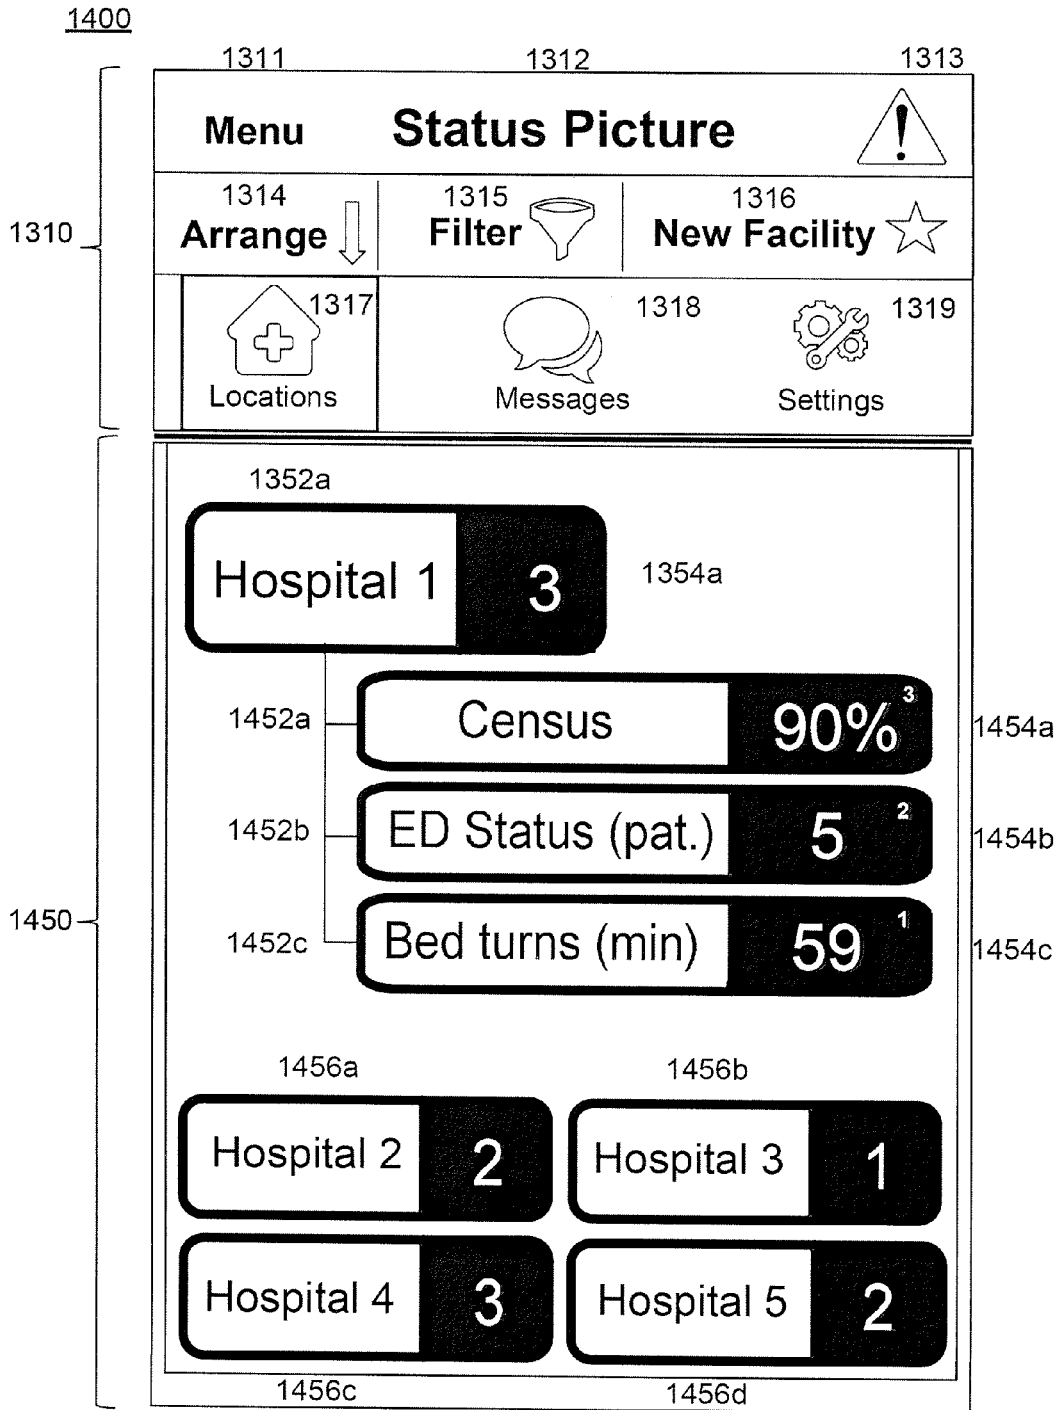 1400
1311 1312 1313
Menu Status Picture !
1314 1315 1316
1310
Arrange Filter New Facility
1317 1318 1319
Locations Messages Settings
1352a
Hospital 1 3 1354a
1452a Census 90% 3 1454a
1452b ED Status (pat.) 5 2 1454b
1450
1452c Bed turns (min) 59 1 1454c
1456a 1456b
Hospital 2 2 Hospital 3 1
Hospital 4 3 Hospital 5 2
1456c 1456d